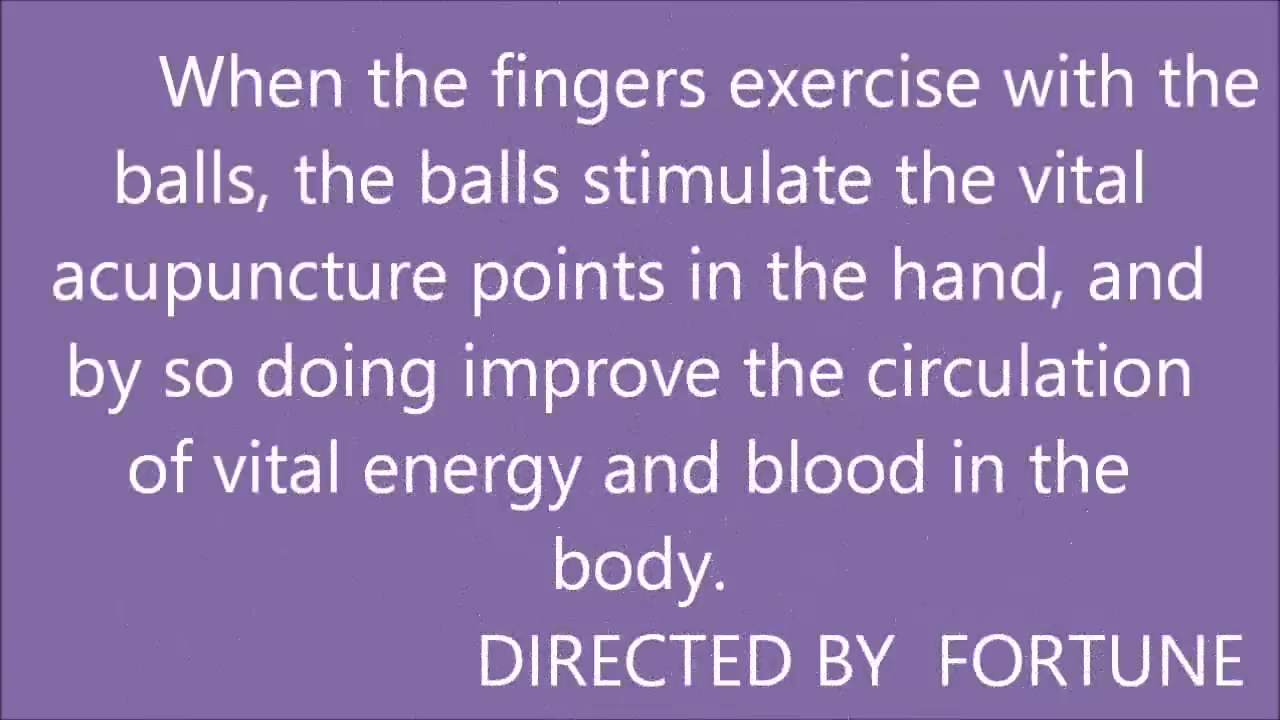 When the fingers exercise with the
balls, the balls stimulate the vital
acupuncture points in the hand, and
by so doing improve the circulation
of vital energy and blood in the
body.
DIRECTED BY FORTUNE